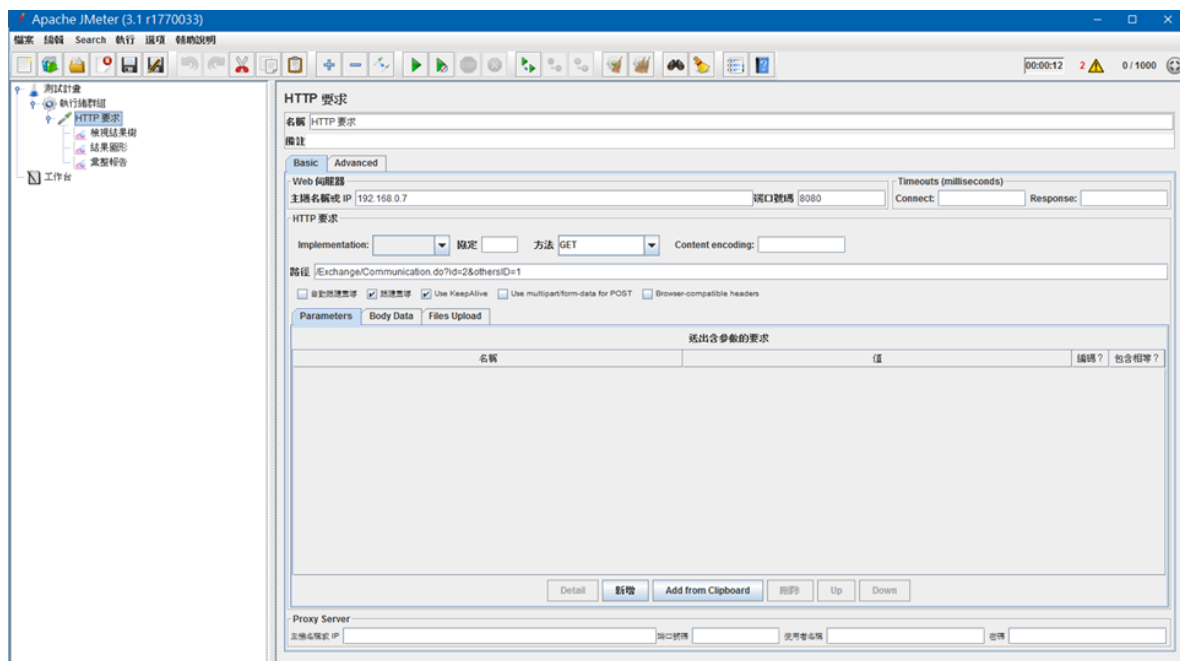 Apache JMeter (3.1 r1770033)
檔案 編輯 Search 執行 選項 輔助說明
00:00:12 2 0 / 1000
測試計畫
執行緒群組
HTTP 要求
檢視結果樹
結果圖形
彙整報告
工作台
HTTP 要求
名稱 HTTP 要求
備註
Basic Advanced
Web 伺服器
主機名稱或 IP 192.168.0.7 端口號碼 8080
Timeouts (milliseconds)
Connect: Response:
HTTP 要求
Implementation: 協定 方法 GET Content encoding:
路徑 /Exchange/Communication.do?id=2&othersID=1
自動跟隨重導 跟隨重導 Use KeepAlive Use multipart/form-data for POST Browser-compatible headers
Parameters Body Data Files Upload
送出含參數的要求
名稱 值 編碼? 包含相等?
Detail 新增 Add from Clipboard 刪除 Up Down
Proxy Server
主機名稱或 IP 端口號碼 使用者名稱 密碼